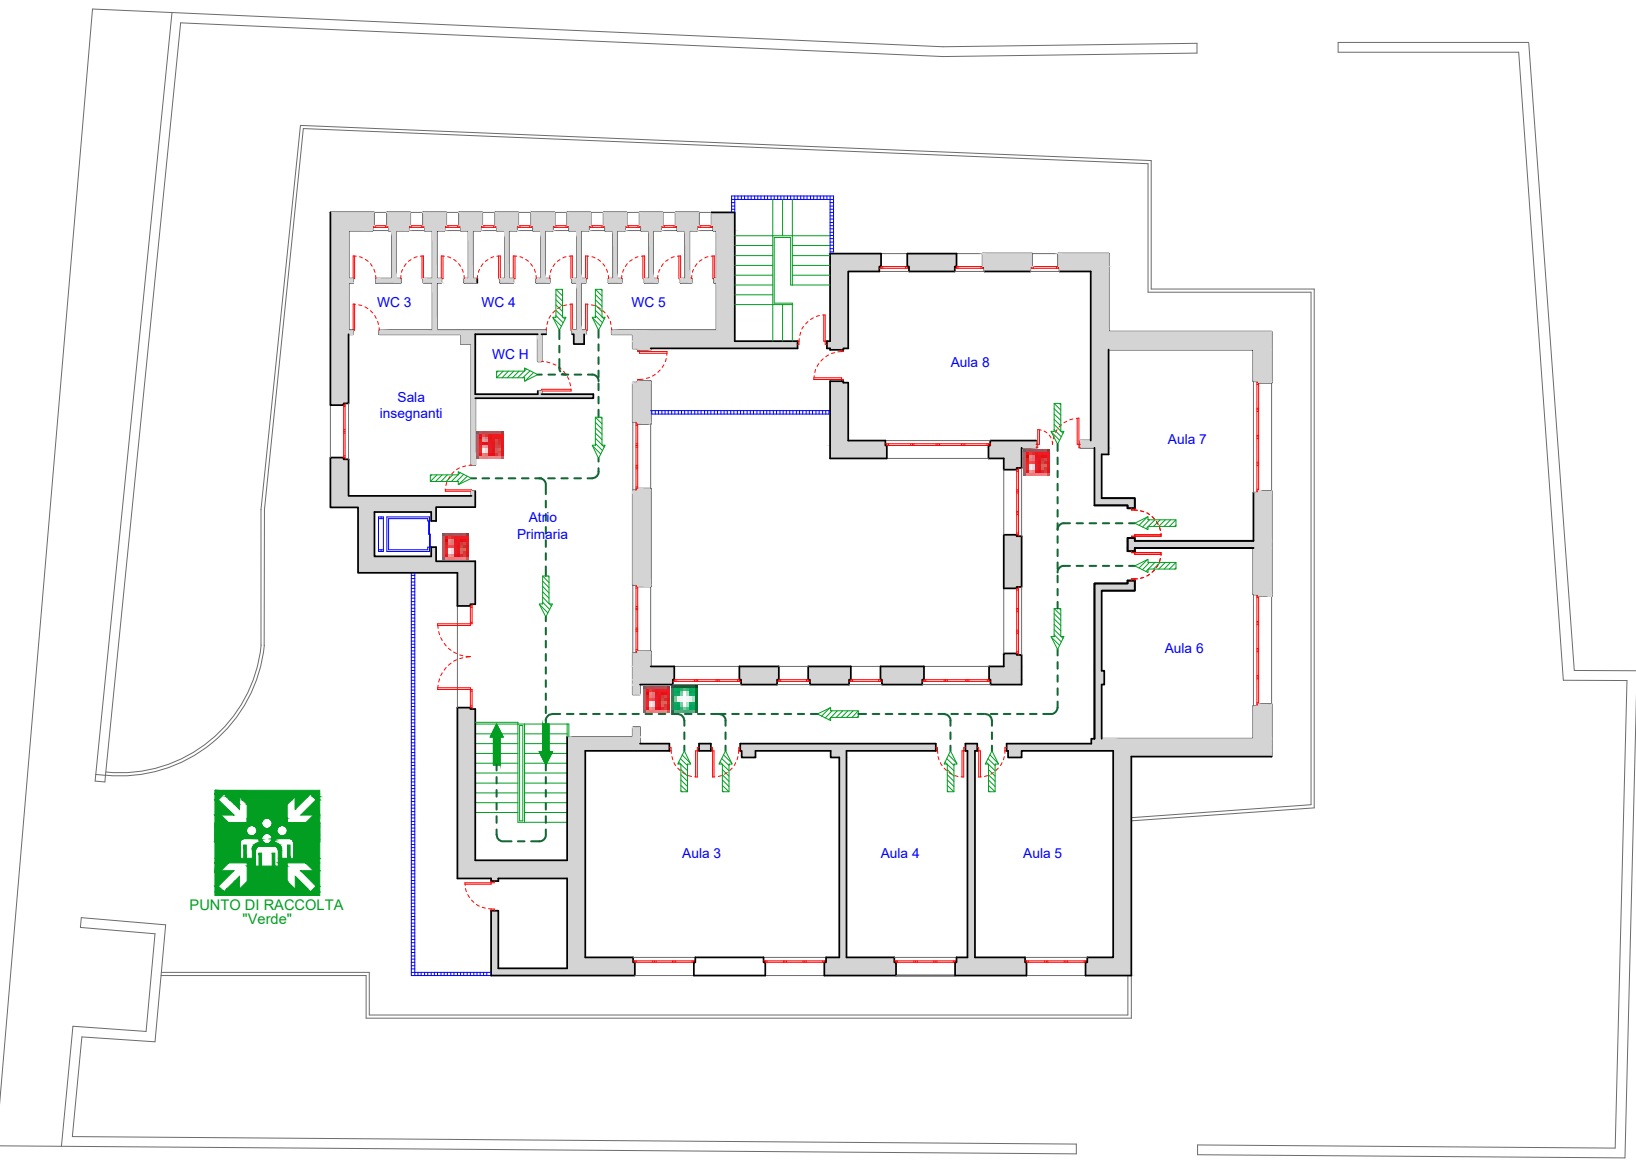 WC 3
WC 4
WC 5
WC H
Aula 8
Sala
insegnanti
Aula 7
Atrio
Primaria
Aula 6
Aula 3
Aula 4
Aula 5
PUNTO DI RACCOLTA
"Verde"